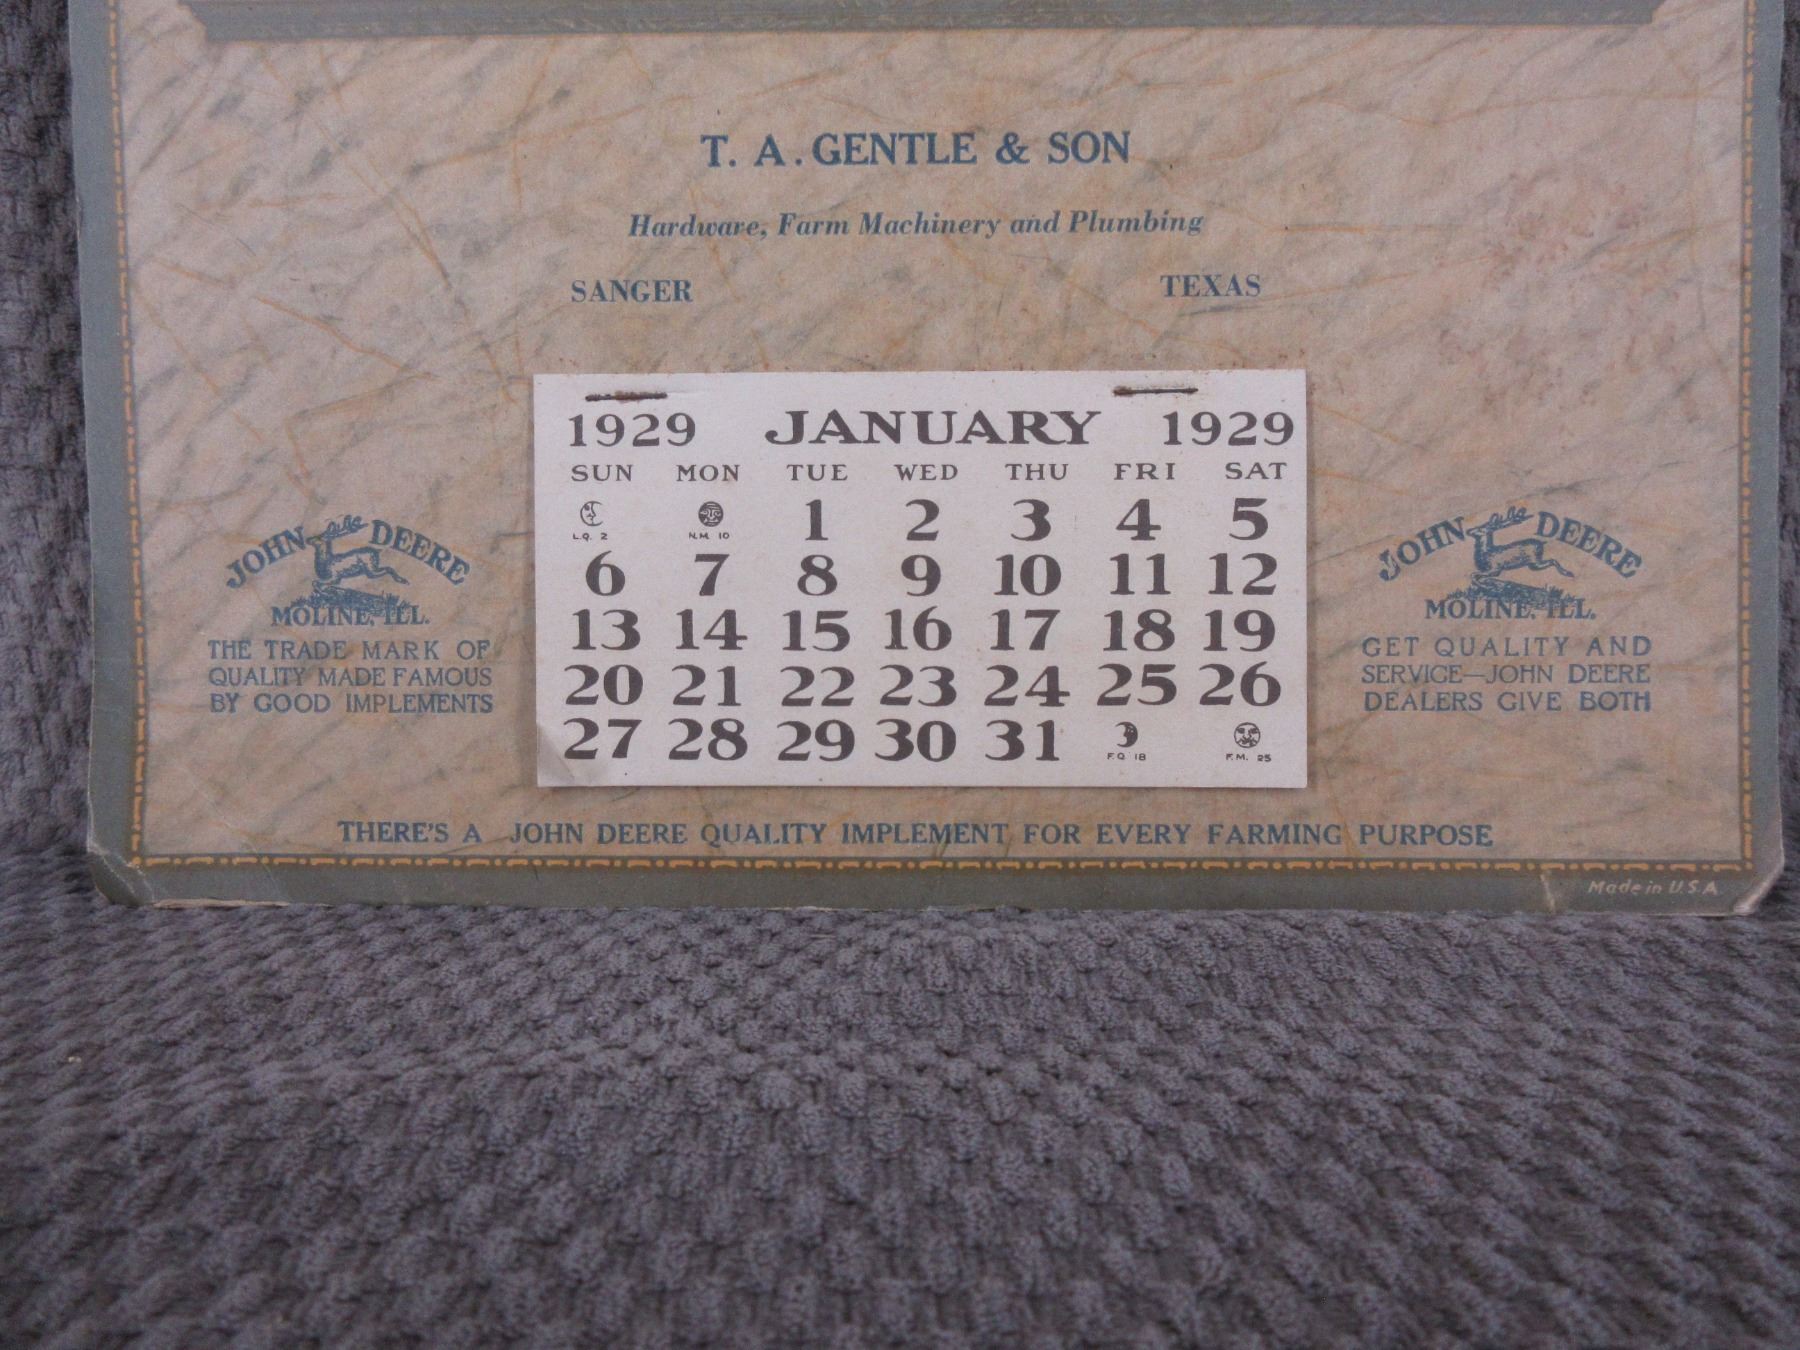 T. A. GENTLE & SON
Hardware, Farm Machinery and Plumbing
SANGER TEXAS
1929 JANUARY 1929
SUN MON TUE WED THU FRI SAT
L.Q. 2 N.M. 10 1 2 3 4 5
6 7 8 9 10 11 12
13 14 15 16 17 18 19
20 21 22 23 24 25 26
27 28 29 30 31 F.Q. 18 F.M. 25
JOHN DEERE
MOLINE, ILL.
THE TRADE MARK OF
QUALITY MADE FAMOUS
BY GOOD IMPLEMENTS
JOHN DEERE
MOLINE, ILL.
GET QUALITY AND
SERVICE—JOHN DEERE
DEALERS GIVE BOTH
THERE'S A JOHN DEERE QUALITY IMPLEMENT FOR EVERY FARMING PURPOSE
Made in U.S.A.